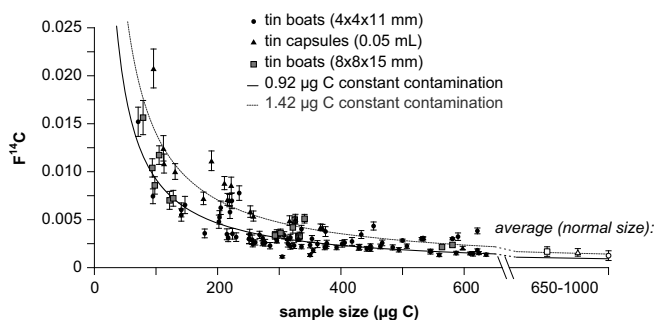 tin boats (4x4x11 mm)
tin capsules (0.05 mL)
tin boats (8x8x15 mm)
0.92 µg C constant contamination
1.42 µg C constant contamination
average (normal size):
0.025
0.020
0.015
0.010
0.005
0
F¹⁴C
0 200 400 600 650-1000
sample size (µg C)